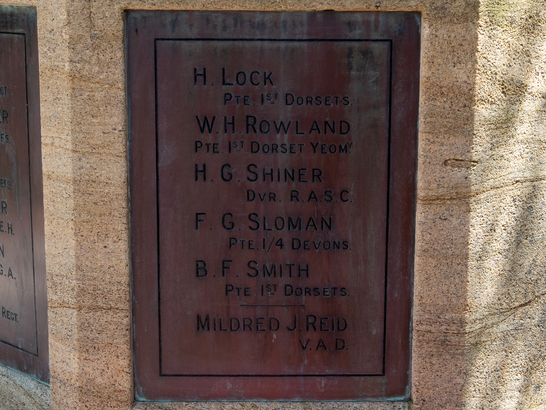 H. LOCK
PTE 1ST DORSETS.
W. H. ROWLAND
PTE 1ST DORSET YEOMY
H. G. SHINER
DVR. R.A.S.C.
F. G. SLOMAN
PTE 1/4 DEVONS.
B. F. SMITH
PTE 1ST DORSETS.
MILDRED J. REID
V.A.D.